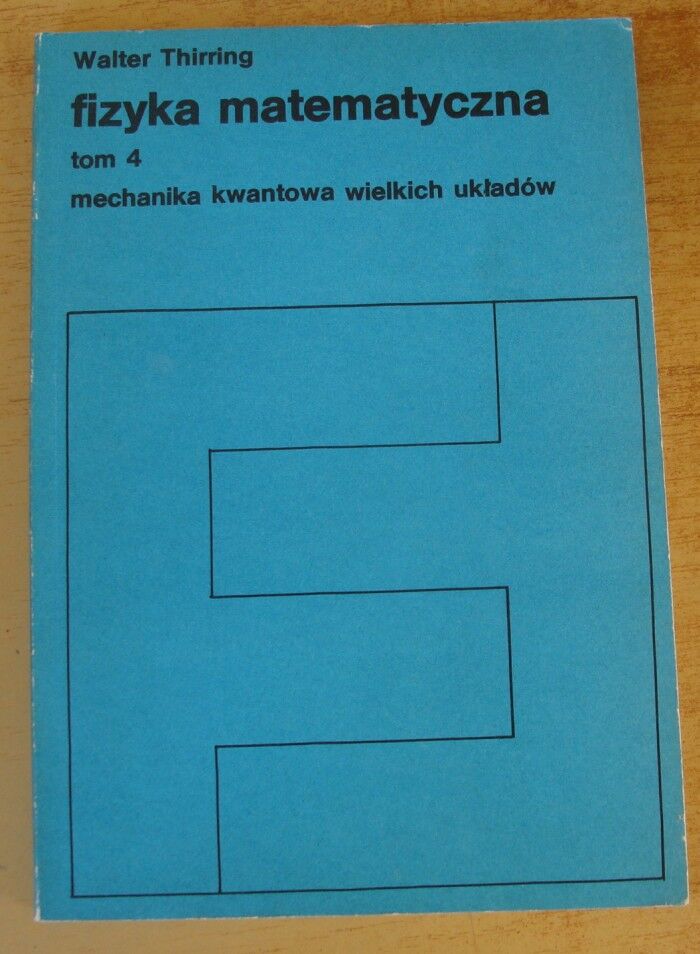 Walter Thirring
fizyka matematyczna
tom 4
mechanika kwantowa wielkich układów